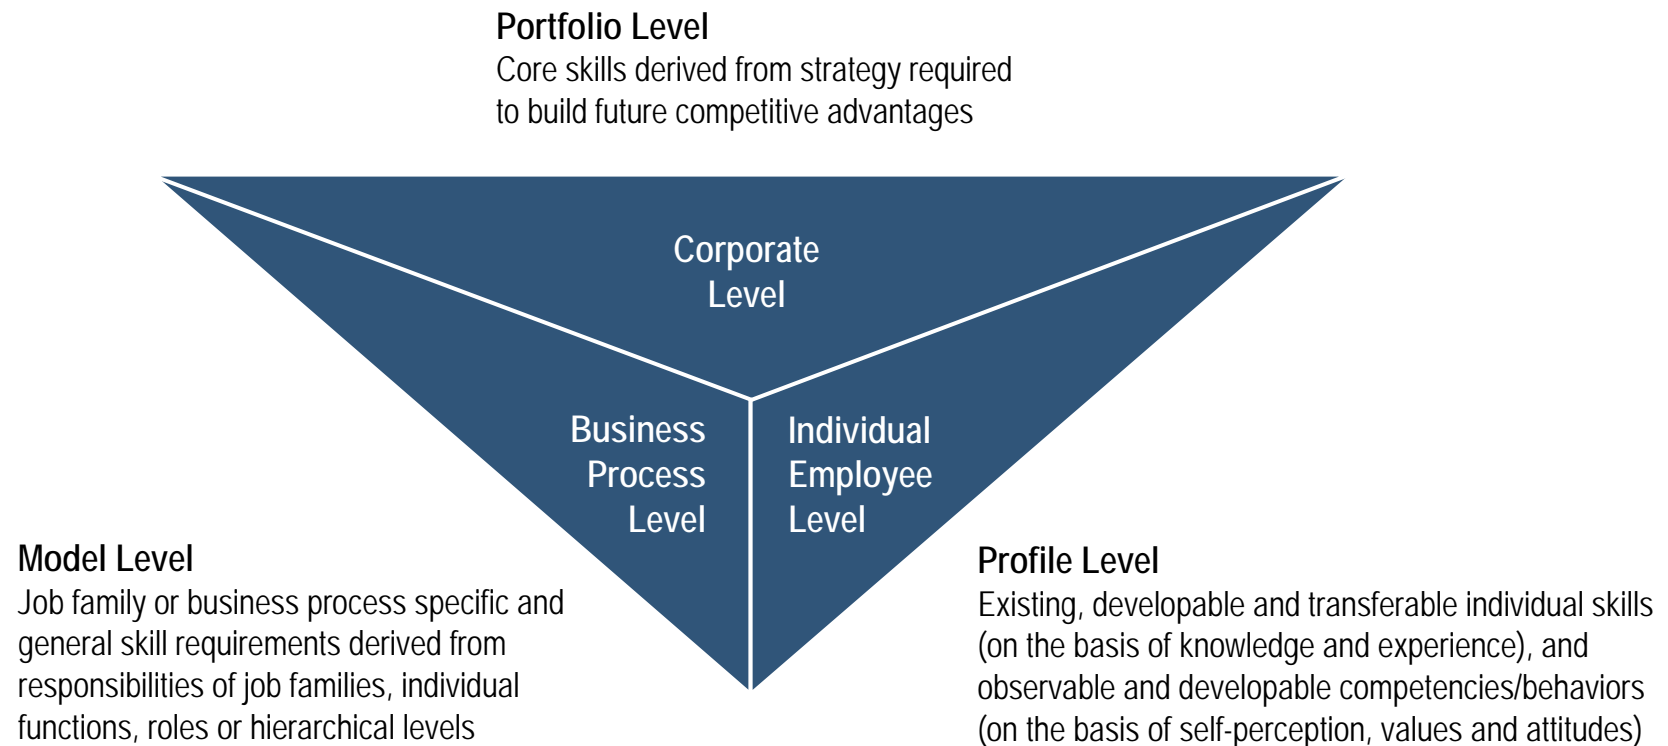 Portfolio Level
Core skills derived from strategy required
to build future competitive advantages
Corporate
Level
Business
Process
Level
Individual
Employee
Level
Model Level
Job family or business process specific and
general skill requirements derived from
responsibilities of job families, individual
functions, roles or hierarchical levels
Profile Level
Existing, developable and transferable individual skills
(on the basis of knowledge and experience), and
observable and developable competencies/behaviors
(on the basis of self-perception, values and attitudes)